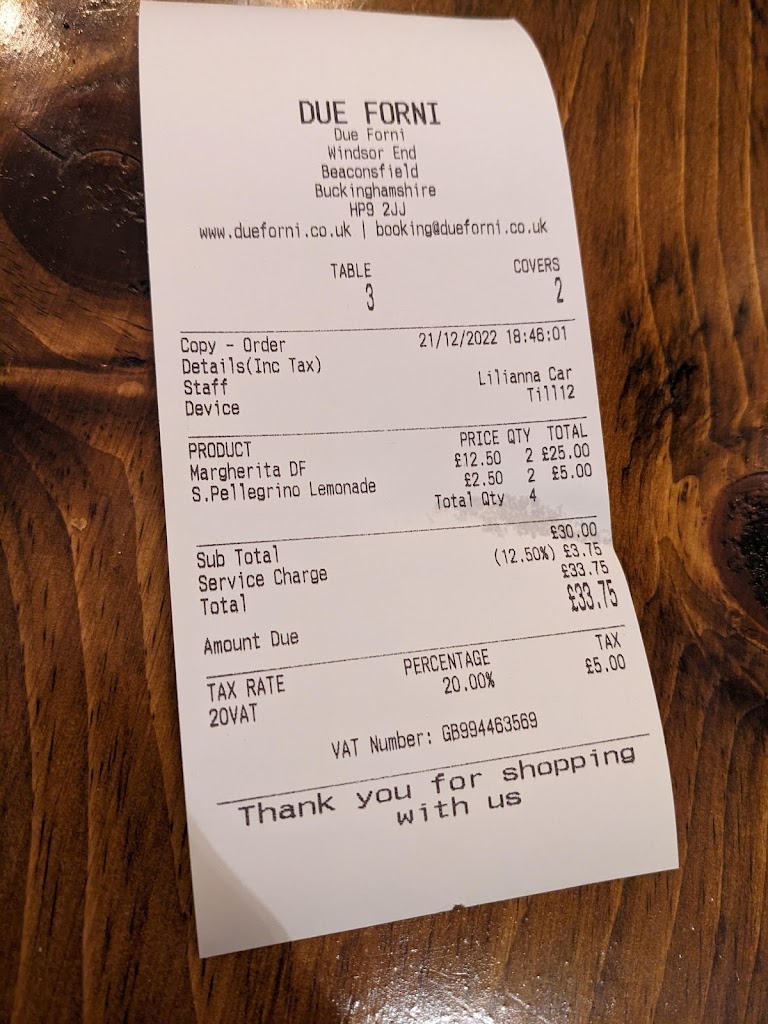 DUE FORNI
Due Forni
Windsor End
Beaconsfield
Buckinghamshire
HP9 2JJ
www.dueforni.co.uk | booking@dueforni.co.uk
TABLE COVERS
3 2
Copy - Order 21/12/2022 18:46:01
Details(Inc Tax)
Staff Lilianna Car
Device Till12
PRODUCT PRICE QTY TOTAL
Margherita DF £12.50 2 £25.00
S.Pellegrino Lemonade £2.50 2 £5.00
Total Qty 4
Sub Total £30.00
Service Charge (12.50%) £3.75
Total £33.75
Amount Due £33.75
TAX RATE PERCENTAGE TAX
20VAT 20.00% £5.00
VAT Number: GB994463569
Thank you for shopping
with us